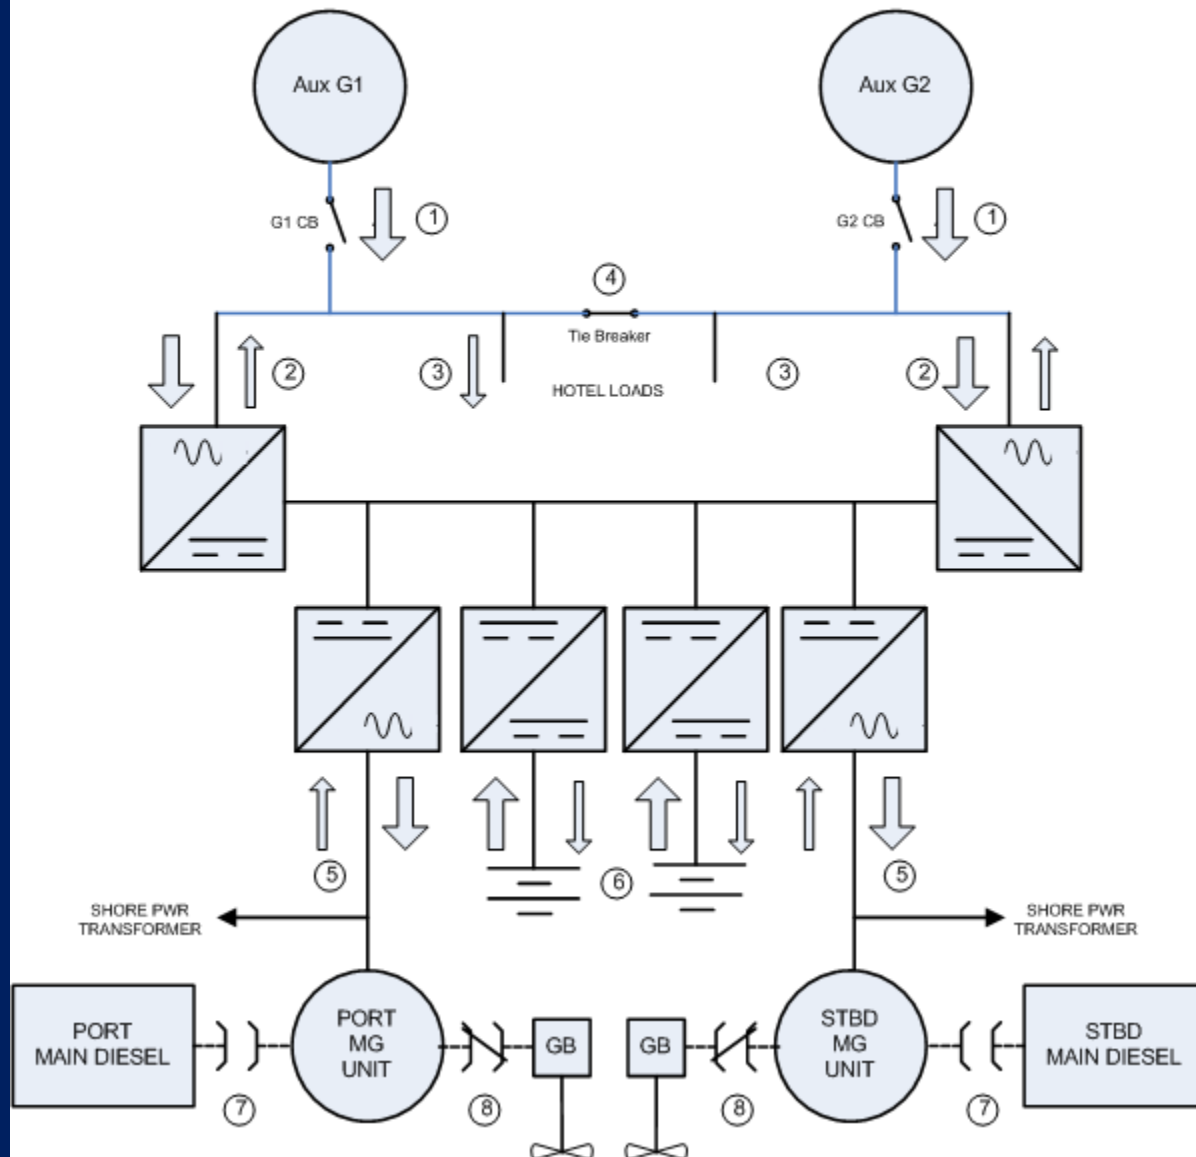 Aux G1
Aux G2
G1 CB
1
G2 CB
1
4
Tie Breaker
2
3
3
2
HOTEL LOADS
5
6
5
SHORE PWR
TRANSFORMER
SHORE PWR
TRANSFORMER
PORT
MAIN DIESEL
PORT
MG
UNIT
GB
GB
STBD
MG
UNIT
STBD
MAIN DIESEL
7
8
8
7